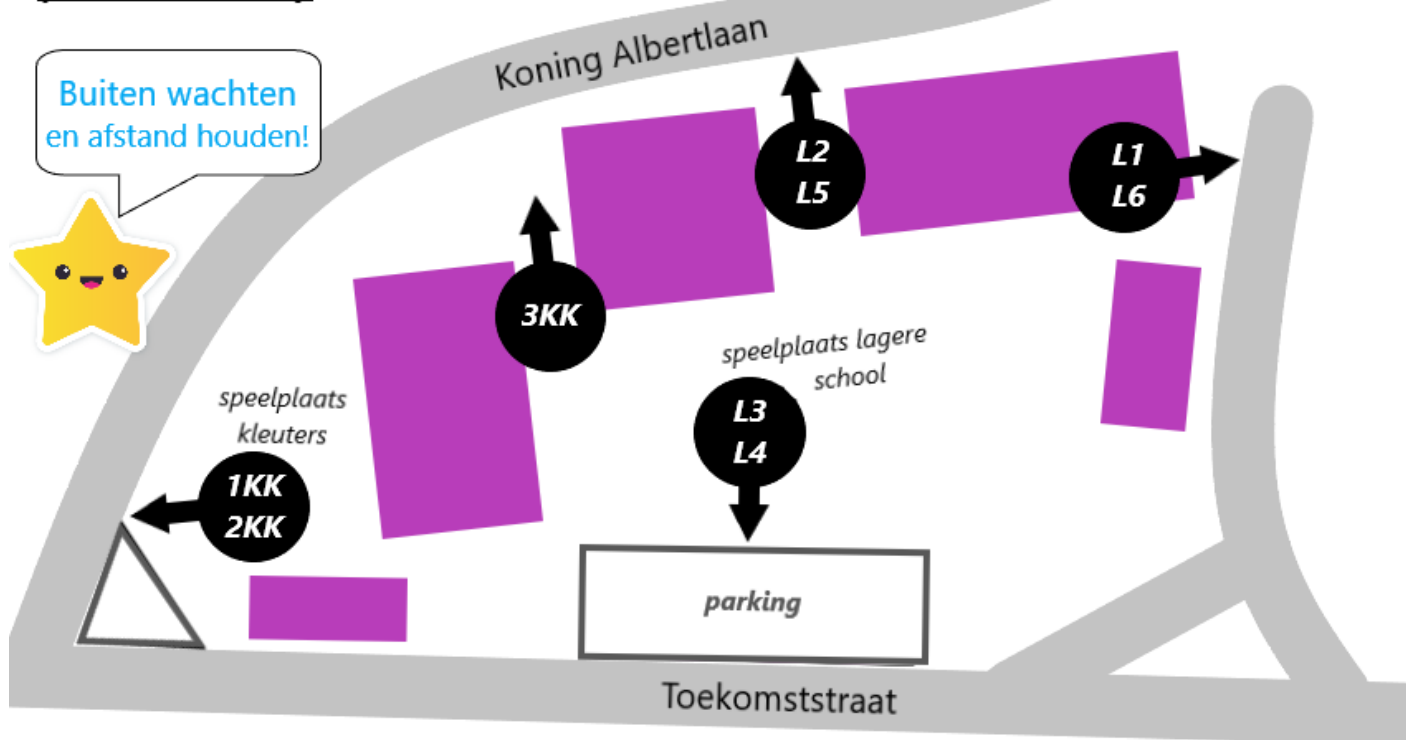 Koning Albertlaan
Buiten wachten
en afstand houden!
L2
L5
L1
L6
3KK
speelplaats lagere
school
L3
L4
speelplaats
kleuters
1KK
2KK
parking
Toekomststraat